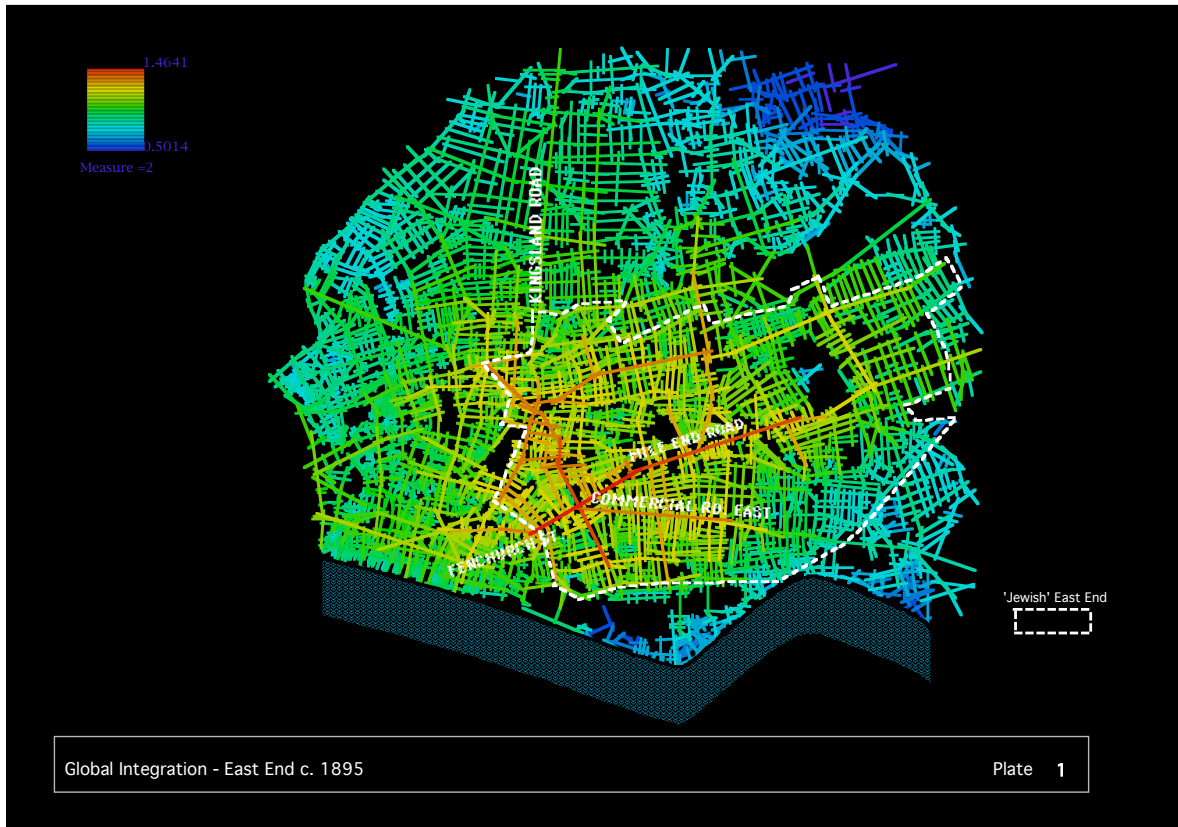 1.4641
0.5014
Measure =2
KINGSLAND ROAD
MILE END ROAD
COMMERCIAL RD. EAST
FENCHURCH ST.
'Jewish' East End
Global Integration - East End c. 1895
Plate 1